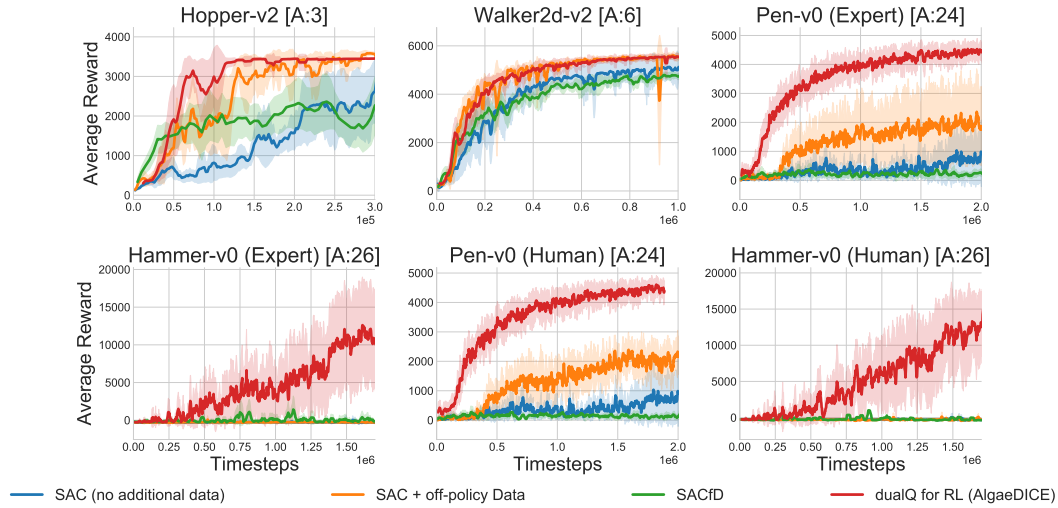 Hopper-v2 [A:3]
Walker2d-v2 [A:6]
Pen-v0 (Expert) [A:24]
Average Reward
4000
3000
2000
1000
0
0.0 0.5 1.0 1.5 2.0 2.5 3.0
1e5
6000
4000
2000
0
0.0 0.2 0.4 0.6 0.8 1.0
1e6
5000
4000
3000
2000
1000
0
0.0 0.5 1.0 1.5 2.0
1e6
Hammer-v0 (Expert) [A:26]
Pen-v0 (Human) [A:24]
Hammer-v0 (Human) [A:26]
Average Reward
20000
15000
10000
5000
0
0.0 0.25 0.50 0.75 1.00 1.25 1.50
1e6
Timesteps
5000
4000
3000
2000
1000
0
0.0 0.5 1.0 1.5 2.0
1e6
Timesteps
20000
15000
10000
5000
0
0.0 0.25 0.50 0.75 1.00 1.25 1.50
1e6
Timesteps
SAC (no additional data)
SAC + off-policy Data
SACfD
dualQ for RL (AlgaeDICE)